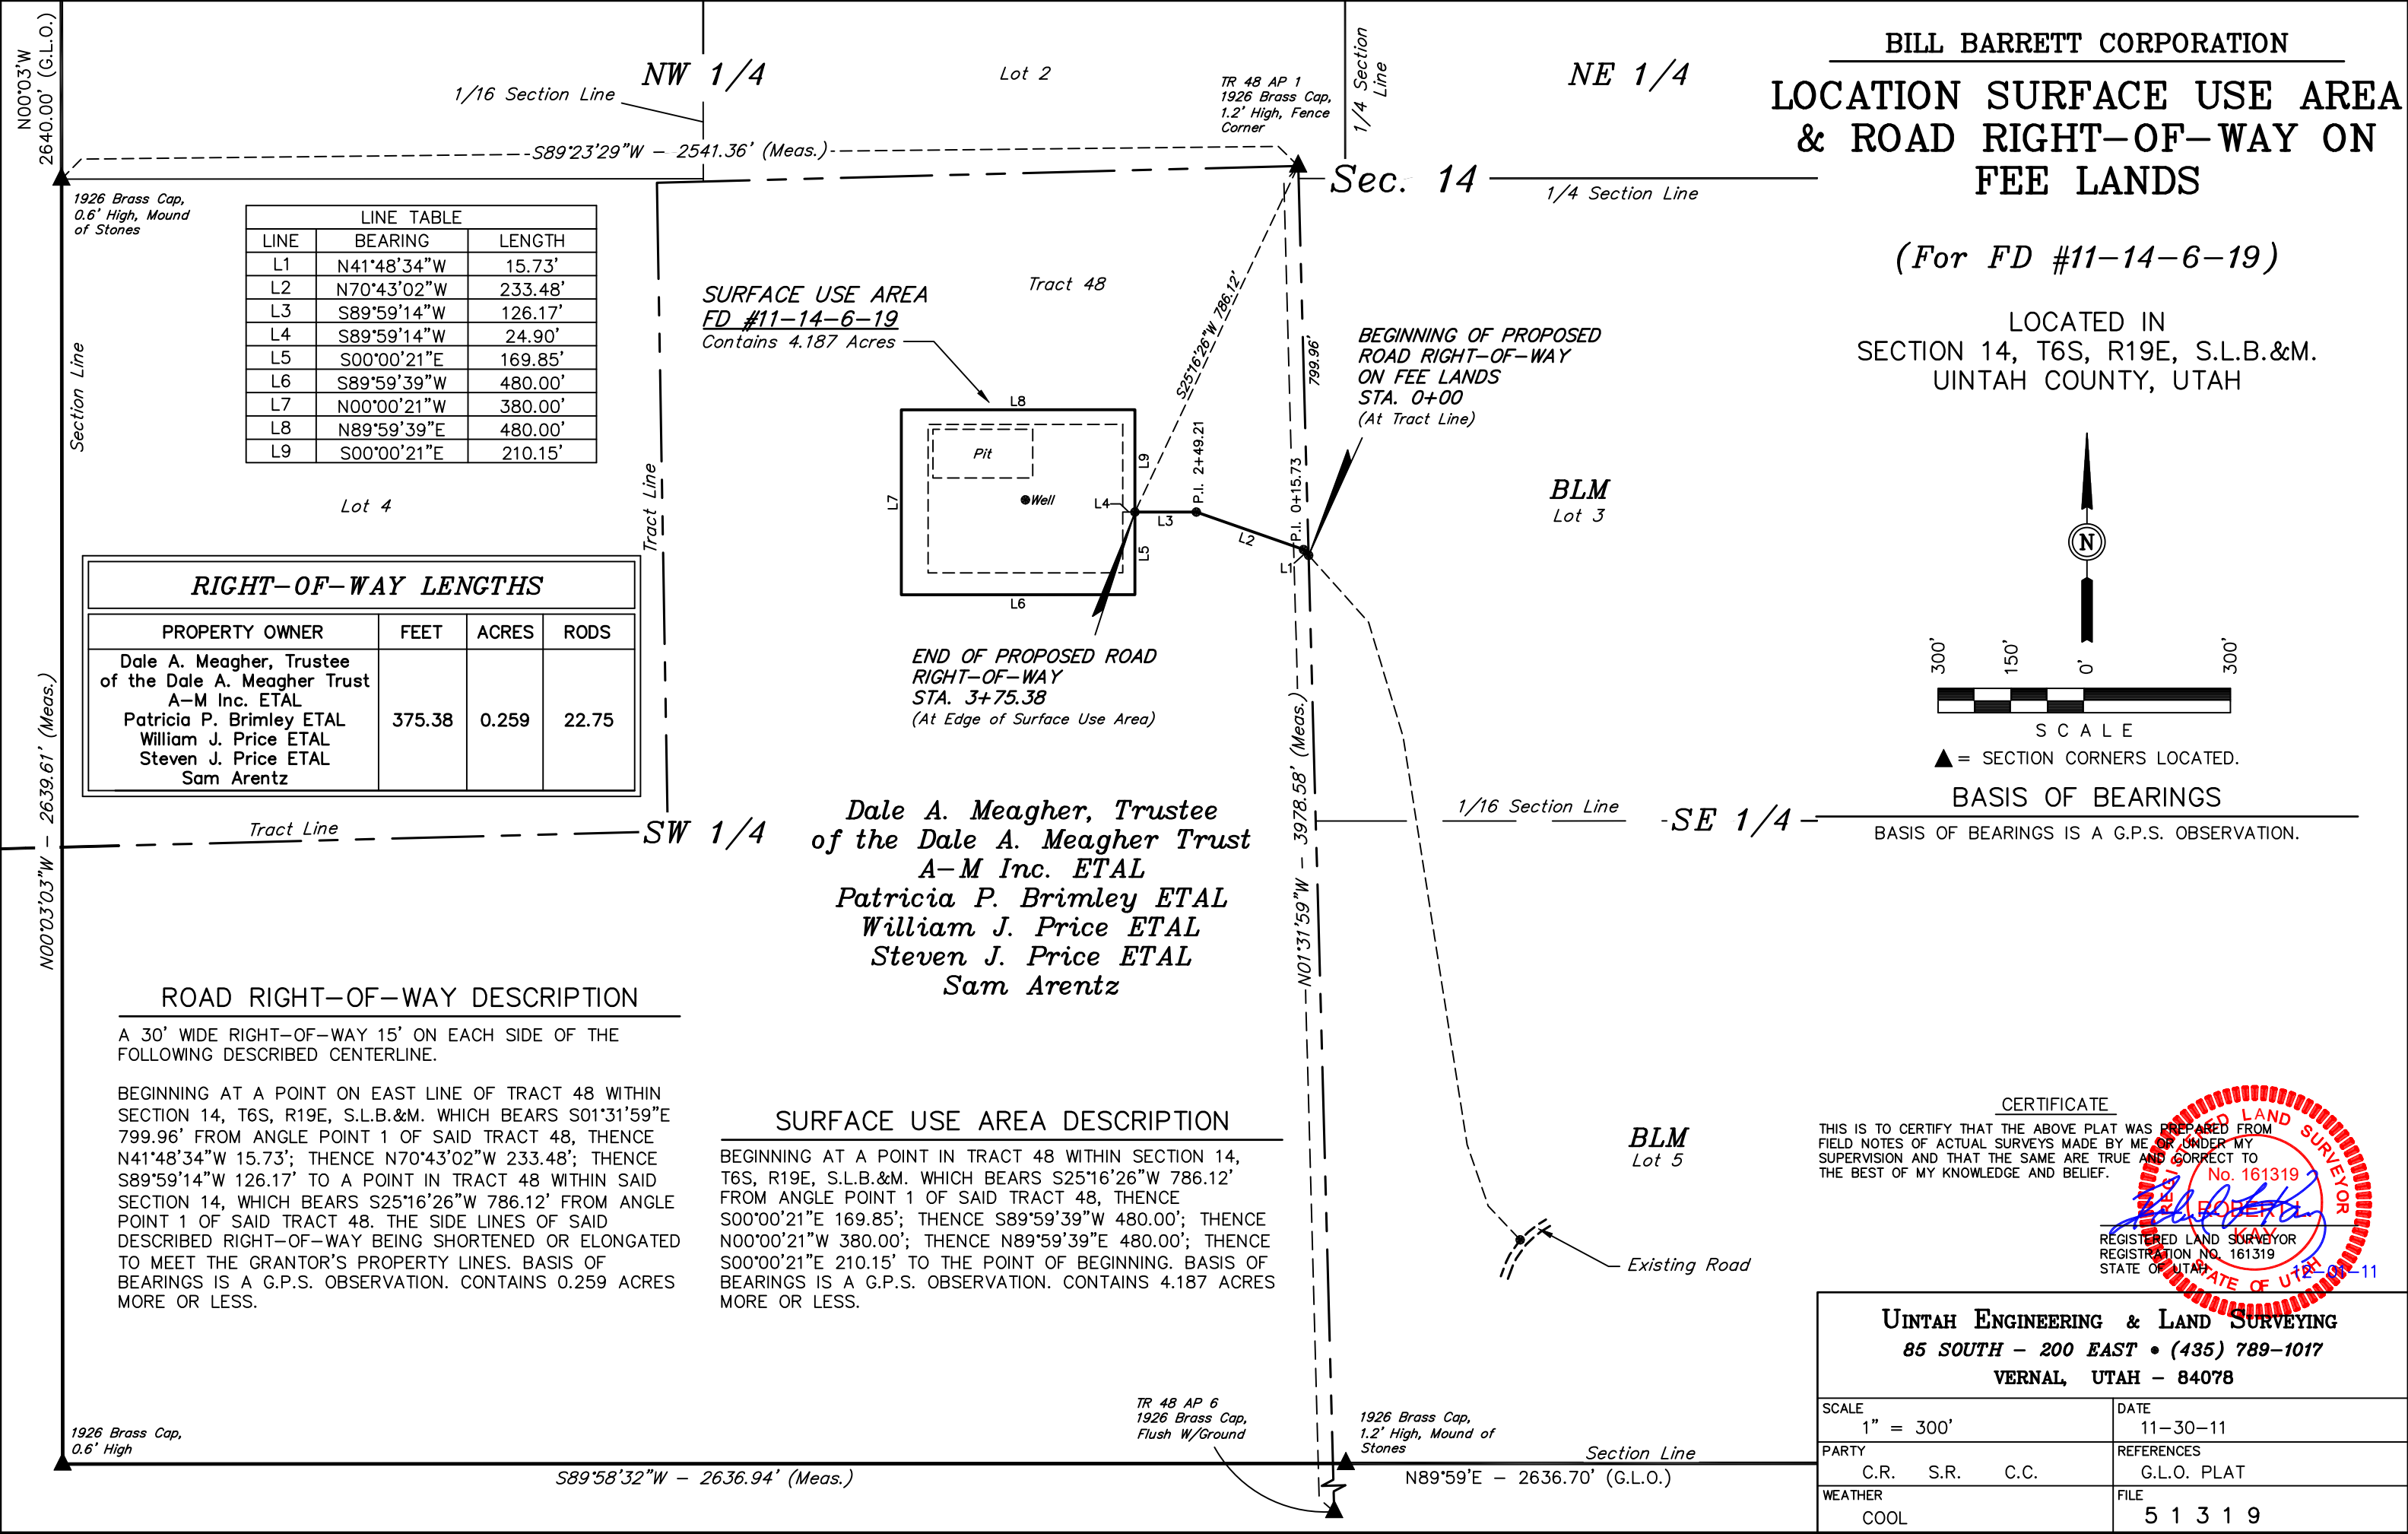 BILL BARRETT CORPORATION
LOCATION SURFACE USE AREA
& ROAD RIGHT-OF-WAY ON
FEE LANDS
(For FD #11-14-6-19)
LOCATED IN
SECTION 14, T6S, R19E, S.L.B.&M.
UINTAH COUNTY, UTAH
N00°03'W
2640.00' (G.L.O.)
1/16 Section Line
NW 1/4
Lot 2
TR 48 AP 1
1926 Brass Cap,
1.2' High, Fence
Corner
1/4 Section
Line
NE 1/4
S89°23'29"W - 2541.36' (Meas.)
Sec. 14
1/4 Section Line
1926 Brass Cap,
0.6' High, Mound
of Stones
LINE TABLE
LINE BEARING LENGTH
L1 N41°48'34"W 15.73'
L2 N70°43'02"W 233.48'
L3 S89°59'14"W 126.17'
L4 S89°59'14"W 24.90'
L5 S00°00'21"E 169.85'
L6 S89°59'39"W 480.00'
L7 N00°00'21"W 380.00'
L8 N89°59'39"E 480.00'
L9 S00°00'21"E 210.15'
Section Line
Lot 4
Tract Line
SURFACE USE AREA
FD #11-14-6-19
Contains 4.187 Acres
Tract 48
S25°16'26"W 786.12'
799.96'
BEGINNING OF PROPOSED
ROAD RIGHT-OF-WAY
ON FEE LANDS
STA. 0+00
(At Tract Line)
L8
Pit
Well
L7
L9
L4
L3
L5
L6
P.I. 2+49.21
L2
P.I. 0+15.73
L1
BLM
Lot 3
END OF PROPOSED ROAD
RIGHT-OF-WAY
STA. 3+75.38
(At Edge of Surface Use Area)
RIGHT-OF-WAY LENGTHS
PROPERTY OWNER FEET ACRES RODS
Dale A. Meagher, Trustee
of the Dale A. Meagher Trust
A-M Inc. ETAL
Patricia P. Brimley ETAL 375.38 0.259 22.75
William J. Price ETAL
Steven J. Price ETAL
Sam Arentz
N
300' 150' 0' 300'
SCALE
▲ = SECTION CORNERS LOCATED.
BASIS OF BEARINGS
BASIS OF BEARINGS IS A G.P.S. OBSERVATION.
N00°03'03"W - 2639.61' (Meas.)
Tract Line
SW 1/4
Dale A. Meagher, Trustee
of the Dale A. Meagher Trust
A-M Inc. ETAL
Patricia P. Brimley ETAL
William J. Price ETAL
Steven J. Price ETAL
Sam Arentz
N01°31'59"W - 3978.58' (Meas.)
1/16 Section Line
SE 1/4
ROAD RIGHT-OF-WAY DESCRIPTION
A 30' WIDE RIGHT-OF-WAY 15' ON EACH SIDE OF THE
FOLLOWING DESCRIBED CENTERLINE.
BEGINNING AT A POINT ON EAST LINE OF TRACT 48 WITHIN
SECTION 14, T6S, R19E, S.L.B.&M. WHICH BEARS S01°31'59"E
799.96' FROM ANGLE POINT 1 OF SAID TRACT 48, THENCE
N41°48'34"W 15.73'; THENCE N70°43'02"W 233.48'; THENCE
S89°59'14"W 126.17' TO A POINT IN TRACT 48 WITHIN SAID
SECTION 14, WHICH BEARS S25°16'26"W 786.12' FROM ANGLE
POINT 1 OF SAID TRACT 48. THE SIDE LINES OF SAID
DESCRIBED RIGHT-OF-WAY BEING SHORTENED OR ELONGATED
TO MEET THE GRANTOR'S PROPERTY LINES. BASIS OF
BEARINGS IS A G.P.S. OBSERVATION. CONTAINS 0.259 ACRES
MORE OR LESS.
SURFACE USE AREA DESCRIPTION
BEGINNING AT A POINT IN TRACT 48 WITHIN SECTION 14,
T6S, R19E, S.L.B.&M. WHICH BEARS S25°16'26"W 786.12'
FROM ANGLE POINT 1 OF SAID TRACT 48, THENCE
S00°00'21"E 169.85'; THENCE S89°59'39"W 480.00'; THENCE
N00°00'21"W 380.00'; THENCE N89°59'39"E 480.00'; THENCE
S00°00'21"E 210.15' TO THE POINT OF BEGINNING. BASIS OF
BEARINGS IS A G.P.S. OBSERVATION. CONTAINS 4.187 ACRES
MORE OR LESS.
BLM
Lot 5
Existing Road
CERTIFICATE
THIS IS TO CERTIFY THAT THE ABOVE PLAT WAS PREPARED FROM
FIELD NOTES OF ACTUAL SURVEYS MADE BY ME OR UNDER MY
SUPERVISION AND THAT THE SAME ARE TRUE AND CORRECT TO
THE BEST OF MY KNOWLEDGE AND BELIEF.
REGISTERED LAND SURVEYOR
No. 161319
ROBERT L.
KAY
STATE OF UTAH
REGISTERED LAND SURVEYOR
REGISTRATION NO. 161319
STATE OF UTAH
12-01-11
1926 Brass Cap,
0.6' High
TR 48 AP 6
1926 Brass Cap,
Flush W/Ground
1926 Brass Cap,
1.2' High, Mound of
Stones
Section Line
S89°58'32"W - 2636.94' (Meas.)
N89°59'E - 2636.70' (G.L.O.)
UINTAH ENGINEERING & LAND SURVEYING
85 SOUTH - 200 EAST • (435) 789-1017
VERNAL, UTAH - 84078
SCALE
1" = 300'
DATE
11-30-11
PARTY
C.R. S.R. C.C.
REFERENCES
G.L.O. PLAT
WEATHER
COOL
FILE
5 1 3 1 9